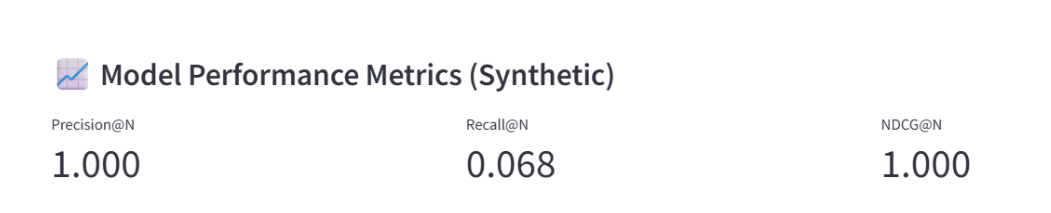 Model Performance Metrics (Synthetic)
Precision@N
Recall@N
NDCG@N
1.000
0.068
1.000